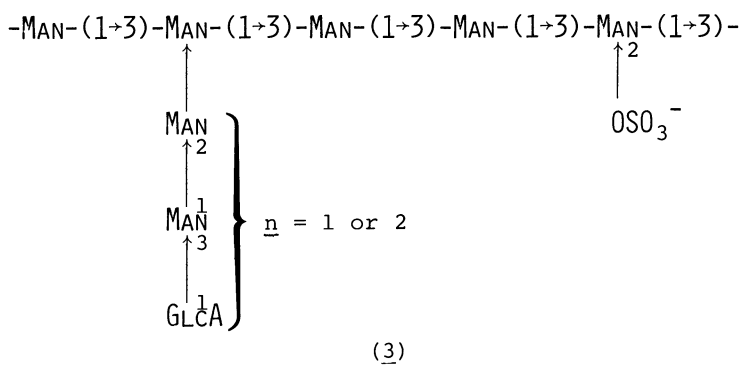 -MAN-(1→3)-MAN-(1→3)-MAN-(1→3)-MAN-(1→3)-MAN-(1→3)-
2
MAN
OSO3−
2
1
MAN
n = 1 or 2
3
1
GLCA
(3)